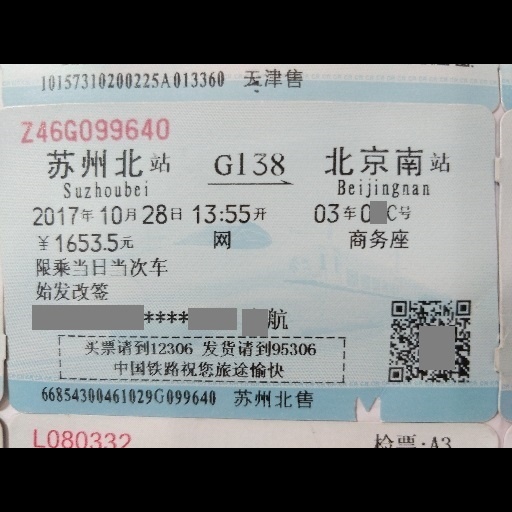 10157310200225A013360 天津售
Z46G099640
苏州北站 G138 北京南站
Suzhoubei Beijingnan
2017年10月28日13:55开 03车0 C号
￥1653.5元 网 商务座
限乘当日当次车
始发改签
**** 航
买票请到12306 发货请到95306
中国铁路祝您旅途愉快
66854300461029G099640 苏州北售
L080332 检票:A3